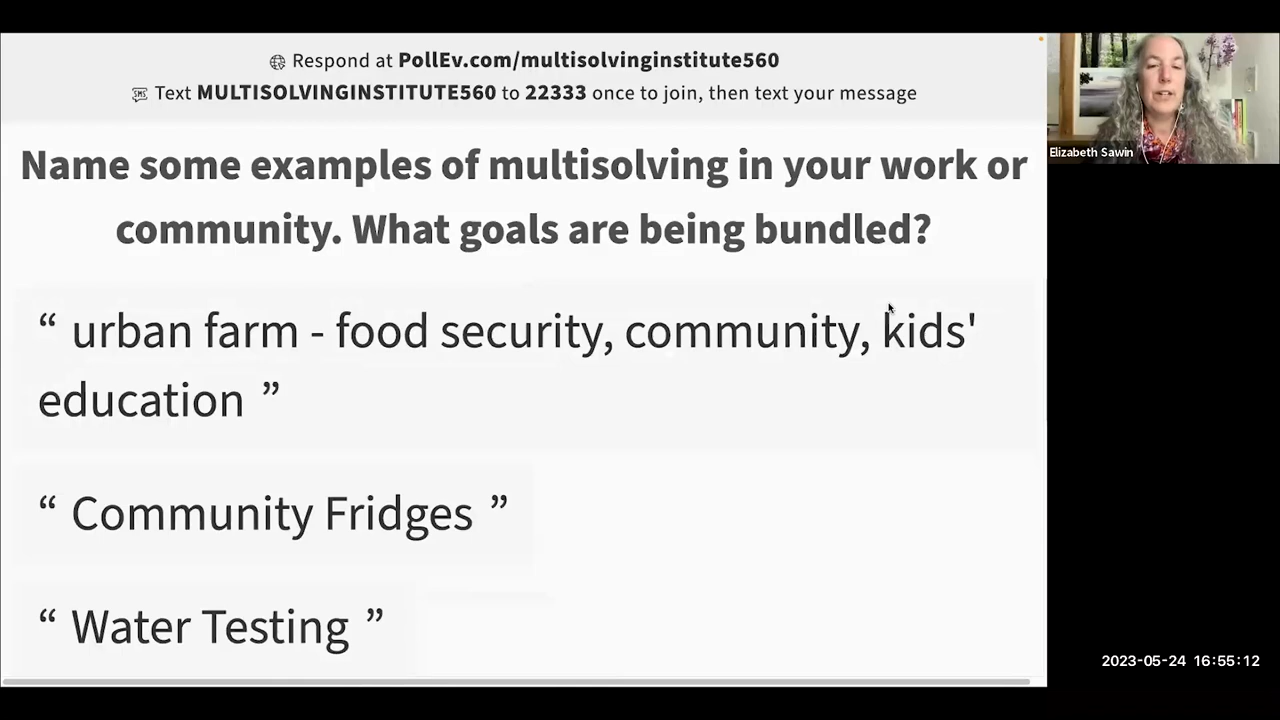 Respond at PollEv.com/multisolvinginstitute560
Text MULTISOLVINGINSTITUTE560 to 22333 once to join, then text your message
Name some examples of multisolving in your work or
community. What goals are being bundled?
“ urban farm - food security, community, kids'
education ”
“ Community Fridges ”
“ Water Testing ”
Elizabeth Sawin
2023-05-24 16:55:12